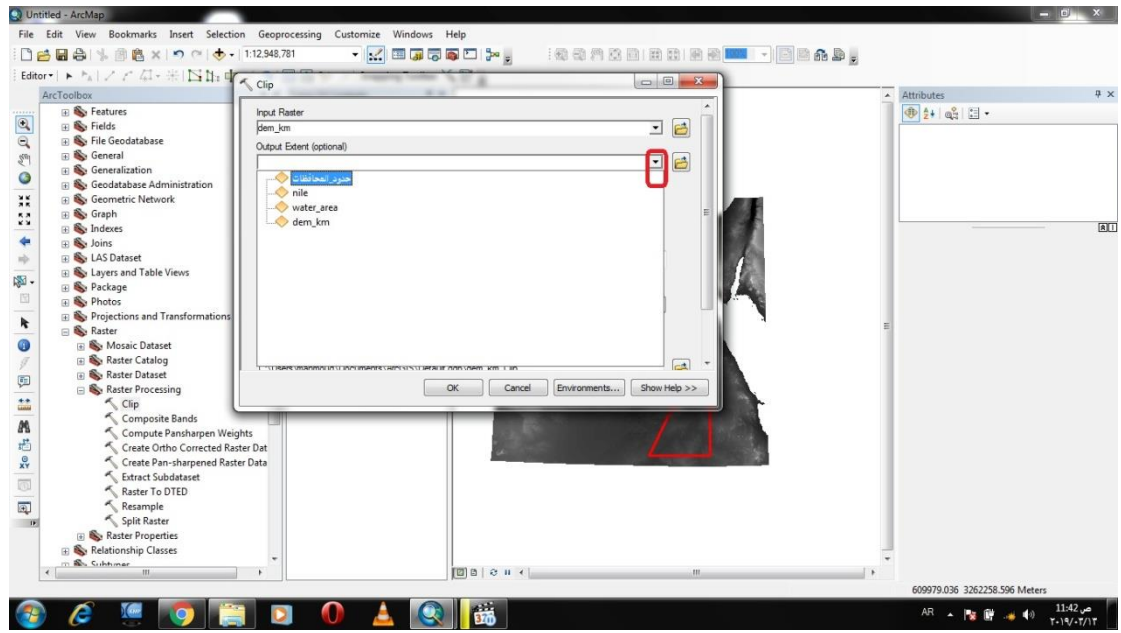 Untitled - ArcMap
File Edit View Bookmarks Insert Selection Geoprocessing Customize Windows Help
1:12,948,781
Editor
ArcToolbox
Features
Fields
File Geodatabase
General
Generalization
Geodatabase Administration
Geometric Network
Graph
Indexes
Joins
LAS Dataset
Layers and Table Views
Package
Photos
Projections and Transformations
Raster
Mosaic Dataset
Raster Catalog
Raster Dataset
Raster Processing
Clip
Composite Bands
Compute Pansharpen Weights
Create Ortho Corrected Raster Dat
Create Pan-sharpened Raster Data
Extract Subdataset
Raster To DTED
Resample
Split Raster
Raster Properties
Relationship Classes
Subtypes
Clip
Input Raster
dem_km
Output Extent (optional)
حدود_المحافظات
nile
water_area
dem_km
OK Cancel Environments... Show Help >>
Attributes
609979.036 3262258.596 Meters
AR
11:42 ص
٢٠١٩/٠٢/١٣